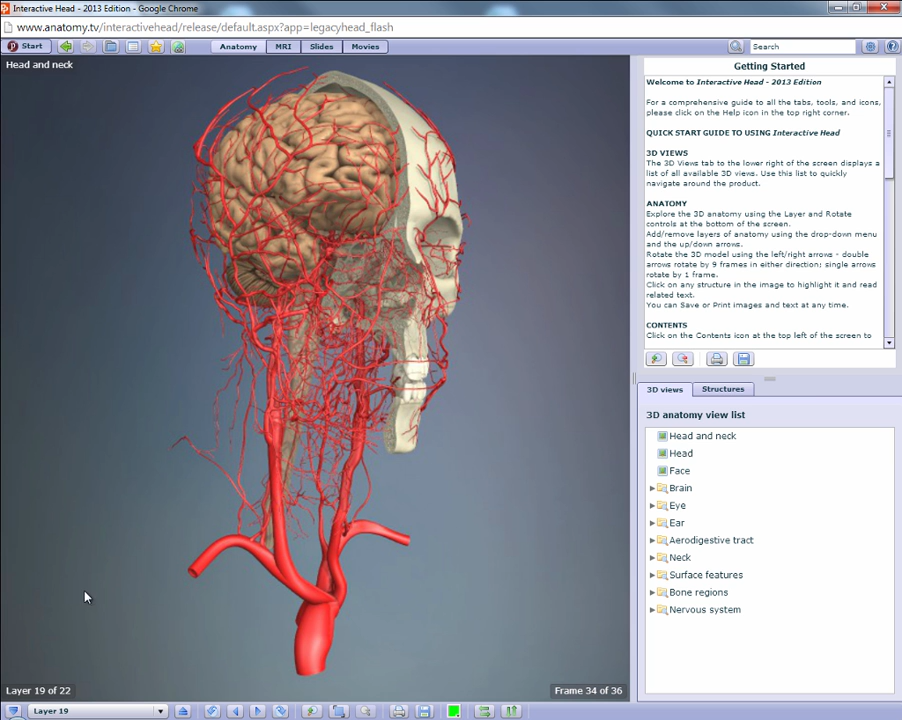 Interactive Head - 2013 Edition - Google Chrome
www.anatomy.tv/interactivehead/release/default.aspx?app=legacyhead_flash
Start
Anatomy
MRI
Slides
Movies
Search
Head and neck
Getting Started
Welcome to Interactive Head - 2013 Edition
For a comprehensive guide to all the tabs, tools, and icons,
please click on the Help icon in the top right corner.
QUICK START GUIDE TO USING Interactive Head
3D VIEWS
The 3D Views tab to the lower right of the screen displays a
list of all available 3D views. Use this list to quickly
navigate around the product.
ANATOMY
Explore the 3D anatomy using the Layer and Rotate
controls at the bottom of the screen.
Add/remove layers of anatomy using the drop-down menu
and the up/down arrows.
Rotate the 3D model using the left/right arrows - double
arrows rotate by 9 frames in either direction; single arrows
rotate by 1 frame.
Click on any structure in the image to highlight it and read
related text.
You can Save or Print images and text at any time.
CONTENTS
Click on the Contents icon at the top left of the screen to
3D views
Structures
3D anatomy view list
Head and neck
Head
Face
Brain
Eye
Ear
Aerodigestive tract
Neck
Surface features
Bone regions
Nervous system
Layer 19 of 22
Frame 34 of 36
Layer 19